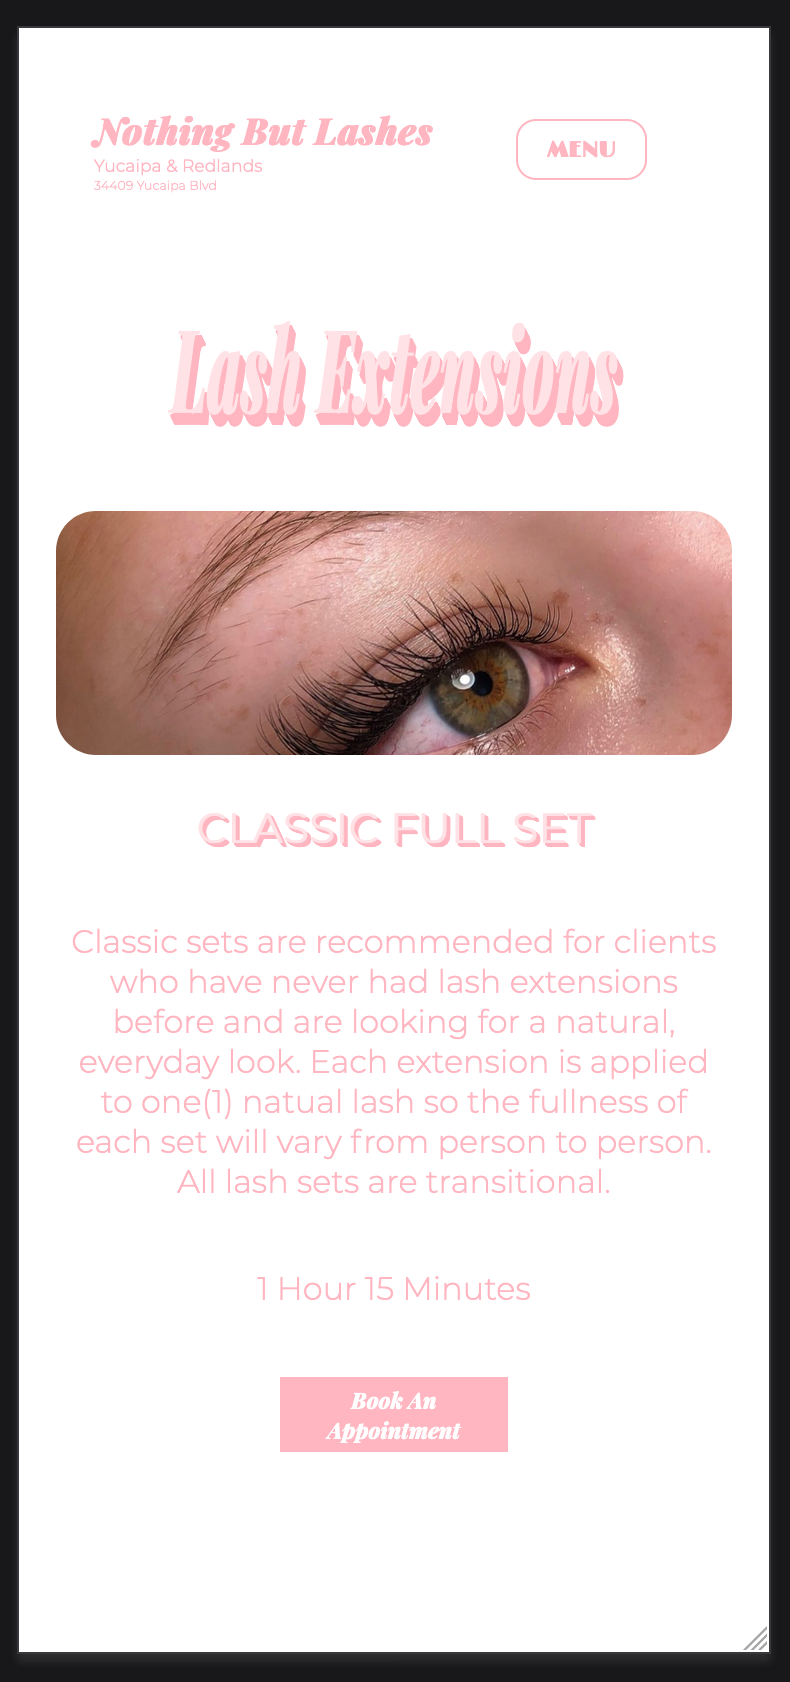 Nothing But Lashes
Yucaipa & Redlands
34409 Yucaipa Blvd
MENU
Lash Extensions
CLASSIC FULL SET
Classic sets are recommended for clients
who have never had lash extensions
before and are looking for a natural,
everyday look. Each extension is applied
to one(1) natual lash so the fullness of
each set will vary from person to person.
All lash sets are transitional.
1 Hour 15 Minutes
Book An
Appointment